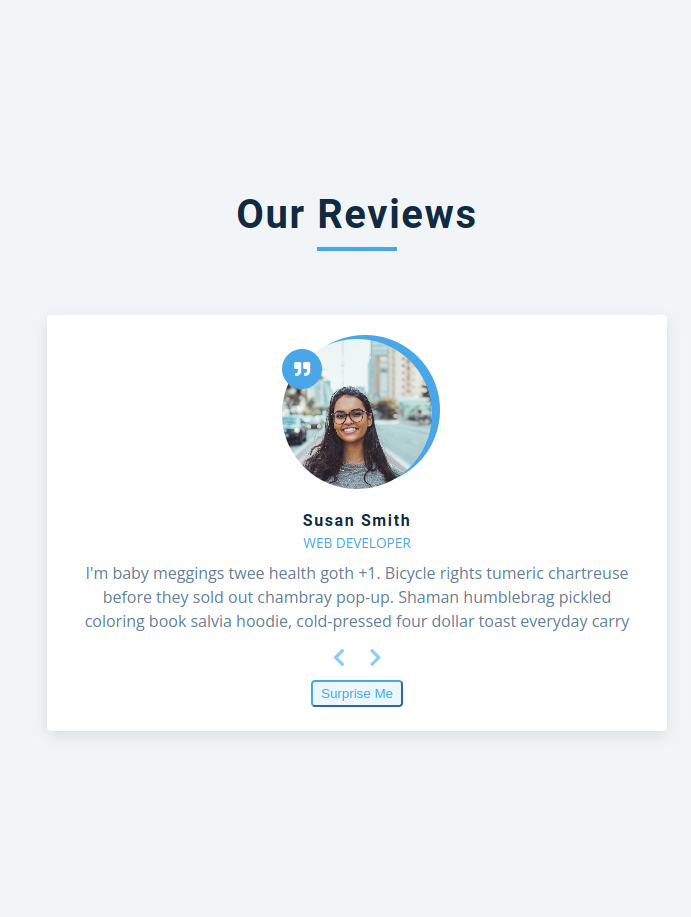 Our Reviews
Susan Smith
WEB DEVELOPER
I'm baby meggings twee health goth +1. Bicycle rights tumeric chartreuse
before they sold out chambray pop-up. Shaman humblebrag pickled
coloring book salvia hoodie, cold-pressed four dollar toast everyday carry
Surprise Me